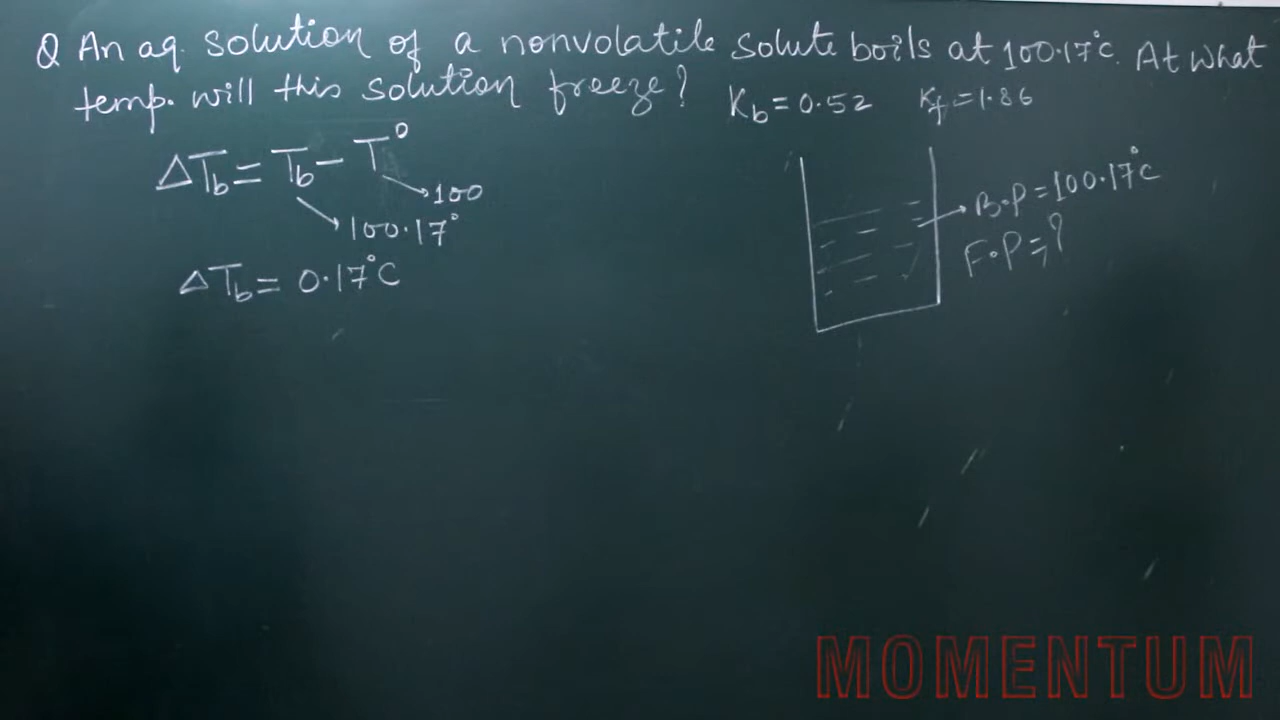 Q An aq. solution of a nonvolatile solute boils at 100.17°C. At what
temp. will this solution freeze? Kb = 0.52 Kf = 1.86
ΔTb = Tb - T°
100
100.17°
ΔTb = 0.17°C
B.P = 100.17°C
F.P = ?
MOMENTUM